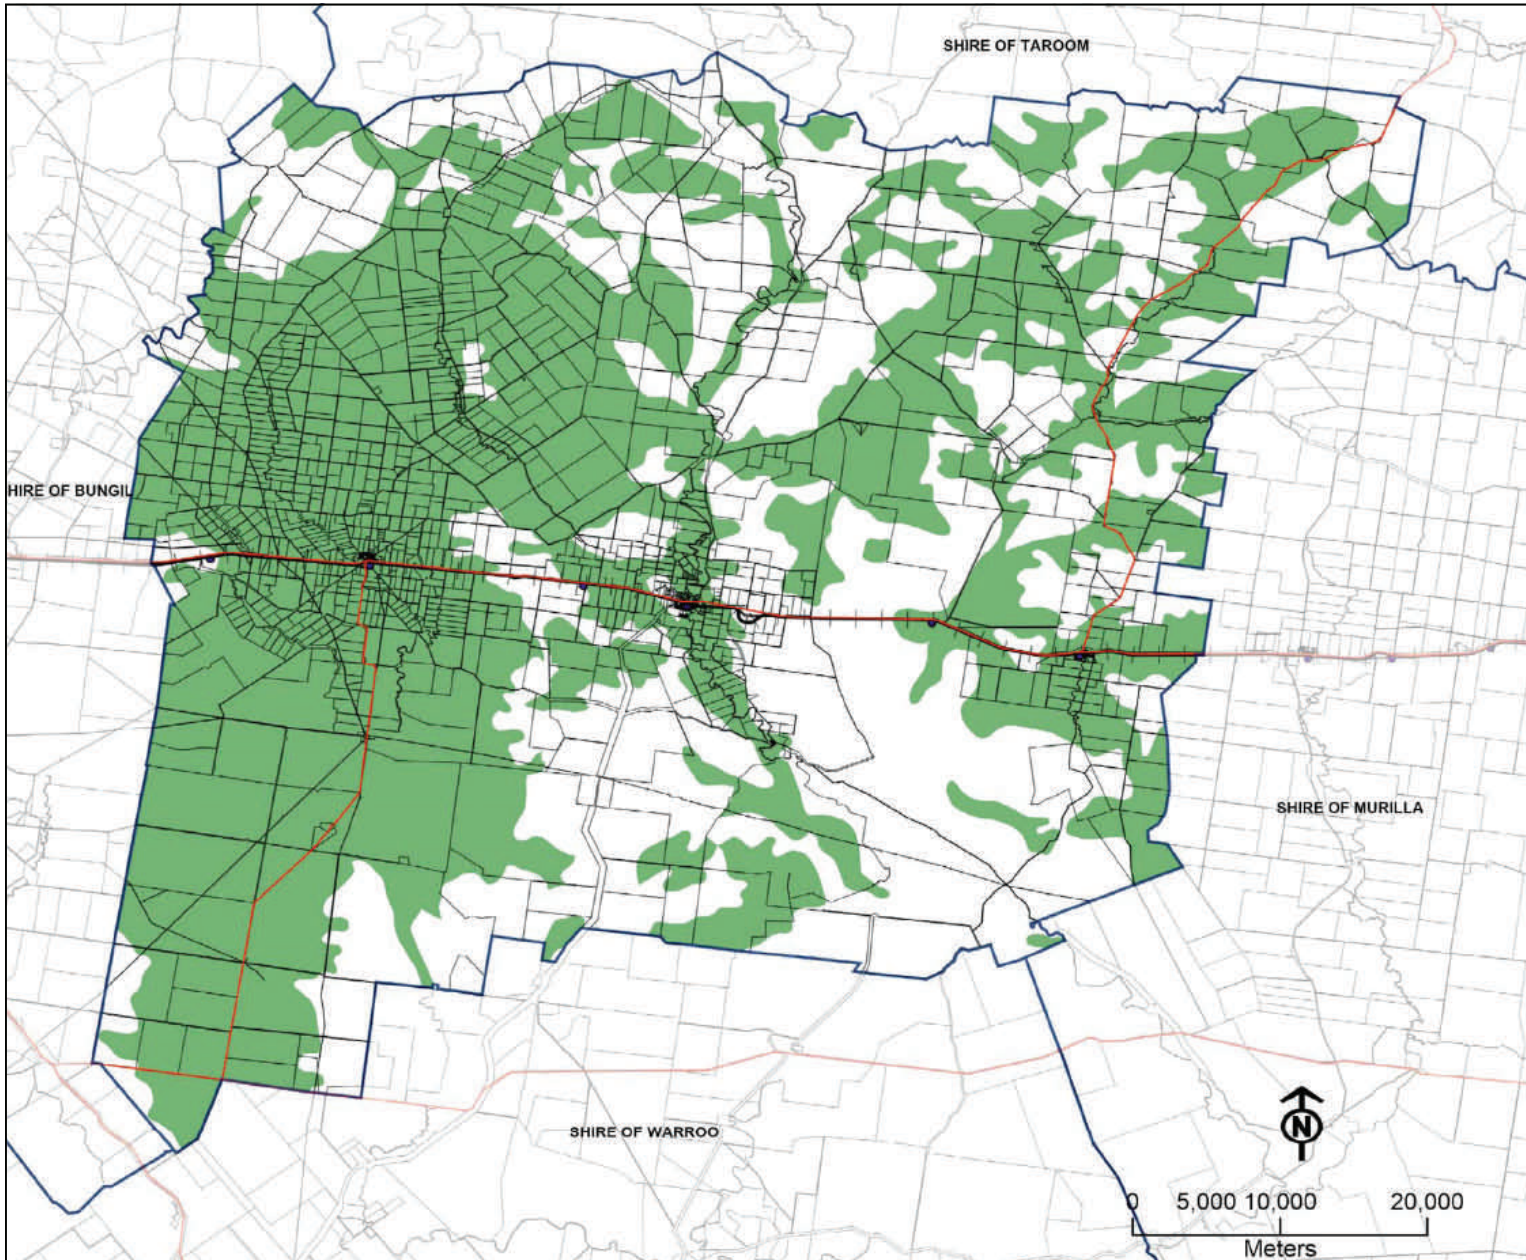 SHIRE OF TAROOM
HIRE OF BUNGIL
SHIRE OF MURILLA
SHIRE OF WARROO
N
0 5,000 10,000 20,000
Meters